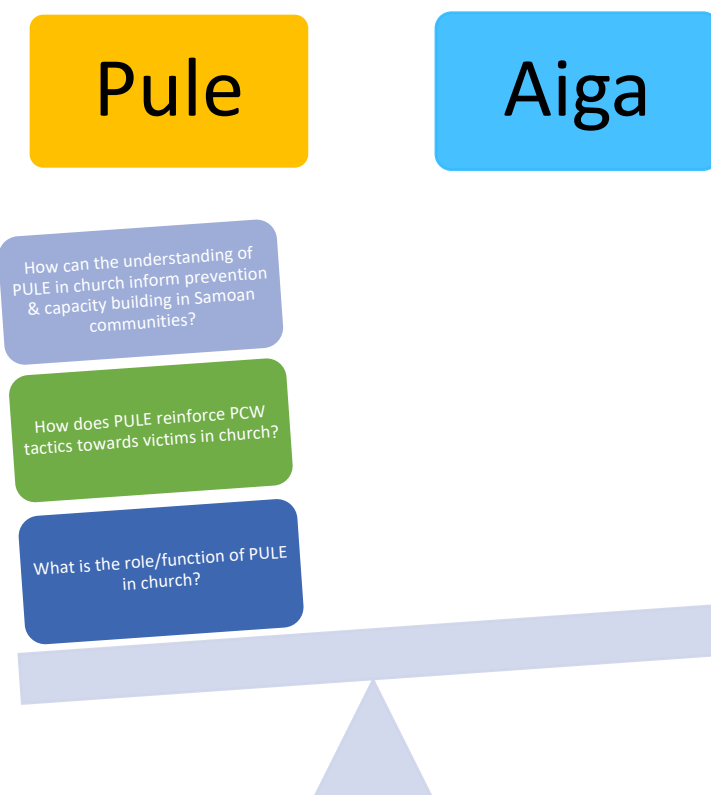 Pule
Aiga
How can the understanding of
PULE in church inform prevention
& capacity building in Samoan
communities?
How does PULE reinforce PCW
tactics towards victims in church?
What is the role/function of PULE
in church?